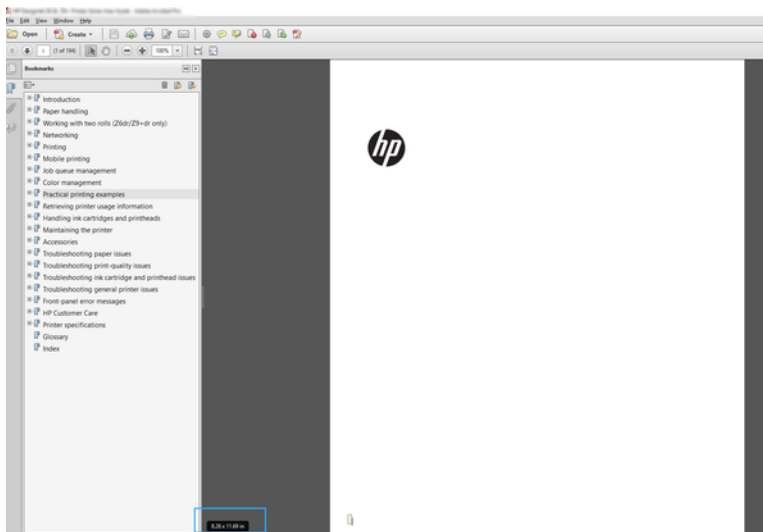 File Edit View Window Help
Open Create
(1 of 194) 100%
Bookmarks
Introduction
Paper handling
Working with two rolls (Z6dr/Z9+dr only)
Networking
Printing
Mobile printing
Job queue management
Color management
Practical printing examples
Retrieving printer usage information
Handling ink cartridges and printheads
Maintaining the printer
Accessories
Troubleshooting paper issues
Troubleshooting print-quality issues
Troubleshooting ink cartridge and printhead issues
Troubleshooting general printer issues
Front-panel error messages
HP Customer Care
Printer specifications
Glossary
Index
hp
8.26 x 11.69 in